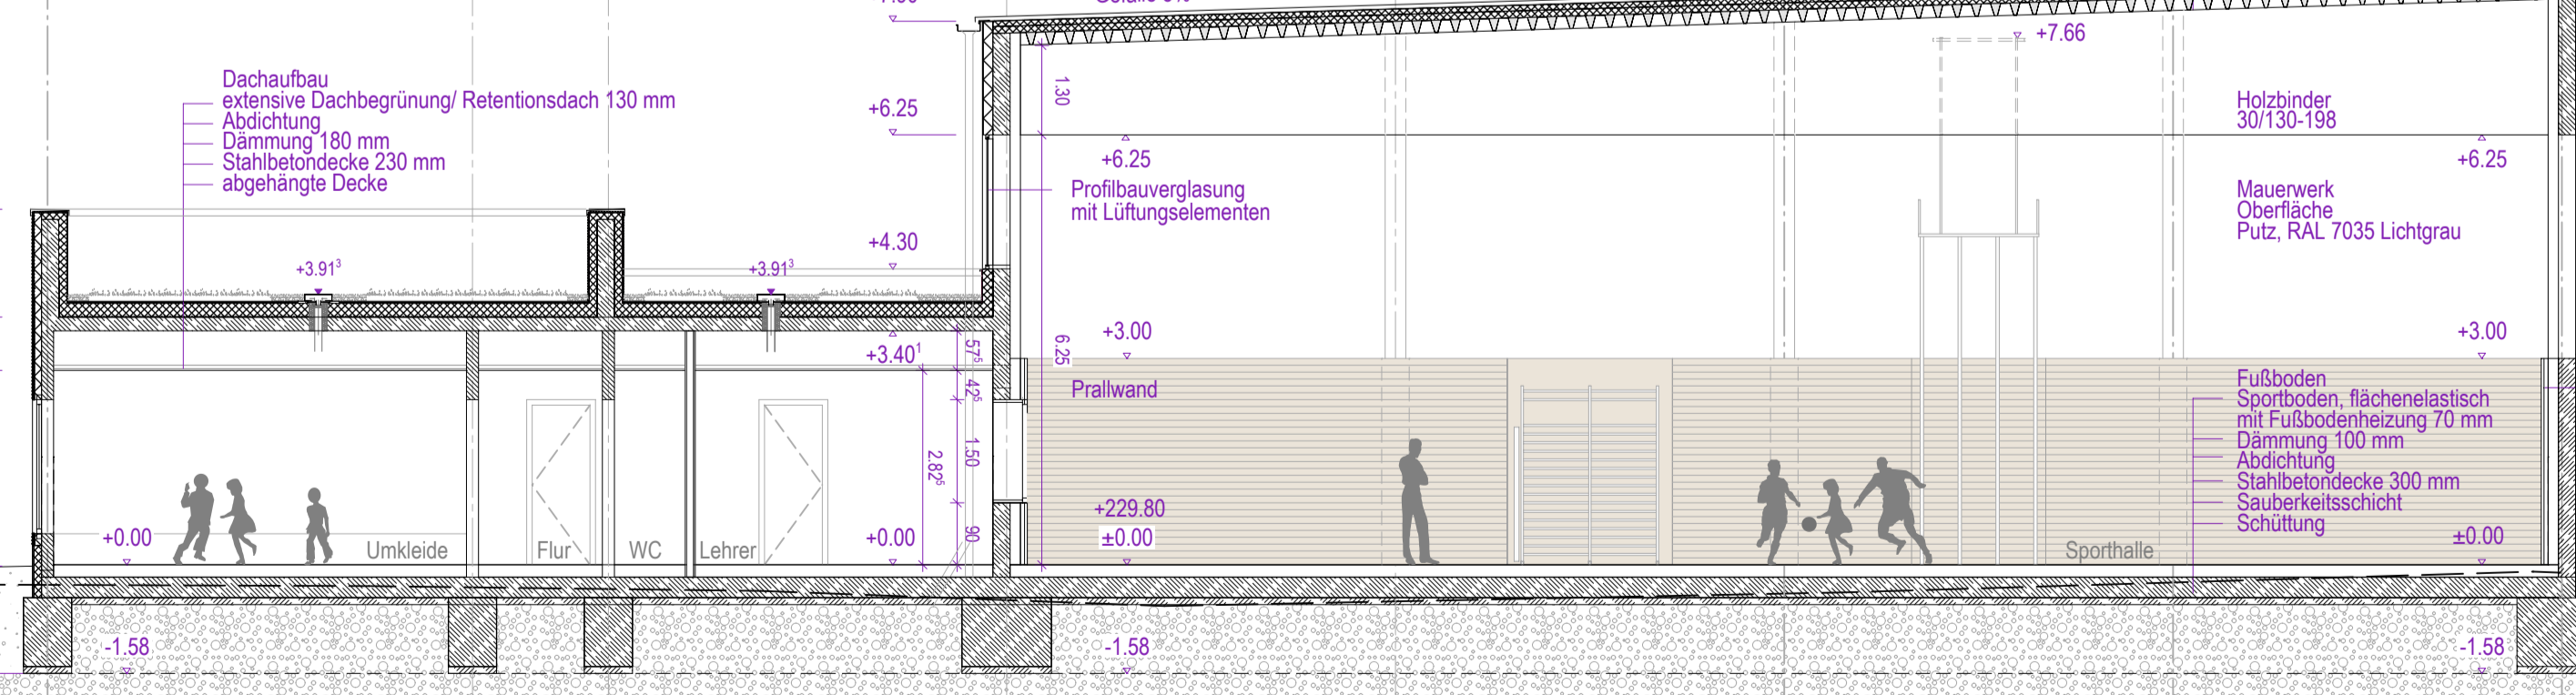 +7.66
Dachaufbau
extensive Dachbegrünung/ Retentionsdach 130 mm
Abdichtung
Dämmung 180 mm
Stahlbetondecke 230 mm
abgehängte Decke
+6.25
1.30
Holzbinder
30/130-198
+6.25
+6.25
Profilbauverglasung
mit Lüftungselementen
Mauerwerk
Oberfläche
Putz, RAL 7035 Lichtgrau
+4.30
+3.91³
+3.91³
+3.00
+3.00
+3.40¹
57⁵
6.25
42⁵
Prallwand
Fußboden
Sportboden, flächenelastisch
mit Fußbodenheizung 70 mm
Dämmung 100 mm
Abdichtung
Stahlbetondecke 300 mm
Sauberkeitsschicht
Schüttung
2.82⁵
1.50
90
+229.80
±0.00
+0.00
+0.00
±0.00
Umkleide
Flur
WC
Lehrer
Sporthalle
-1.58
-1.58
-1.58